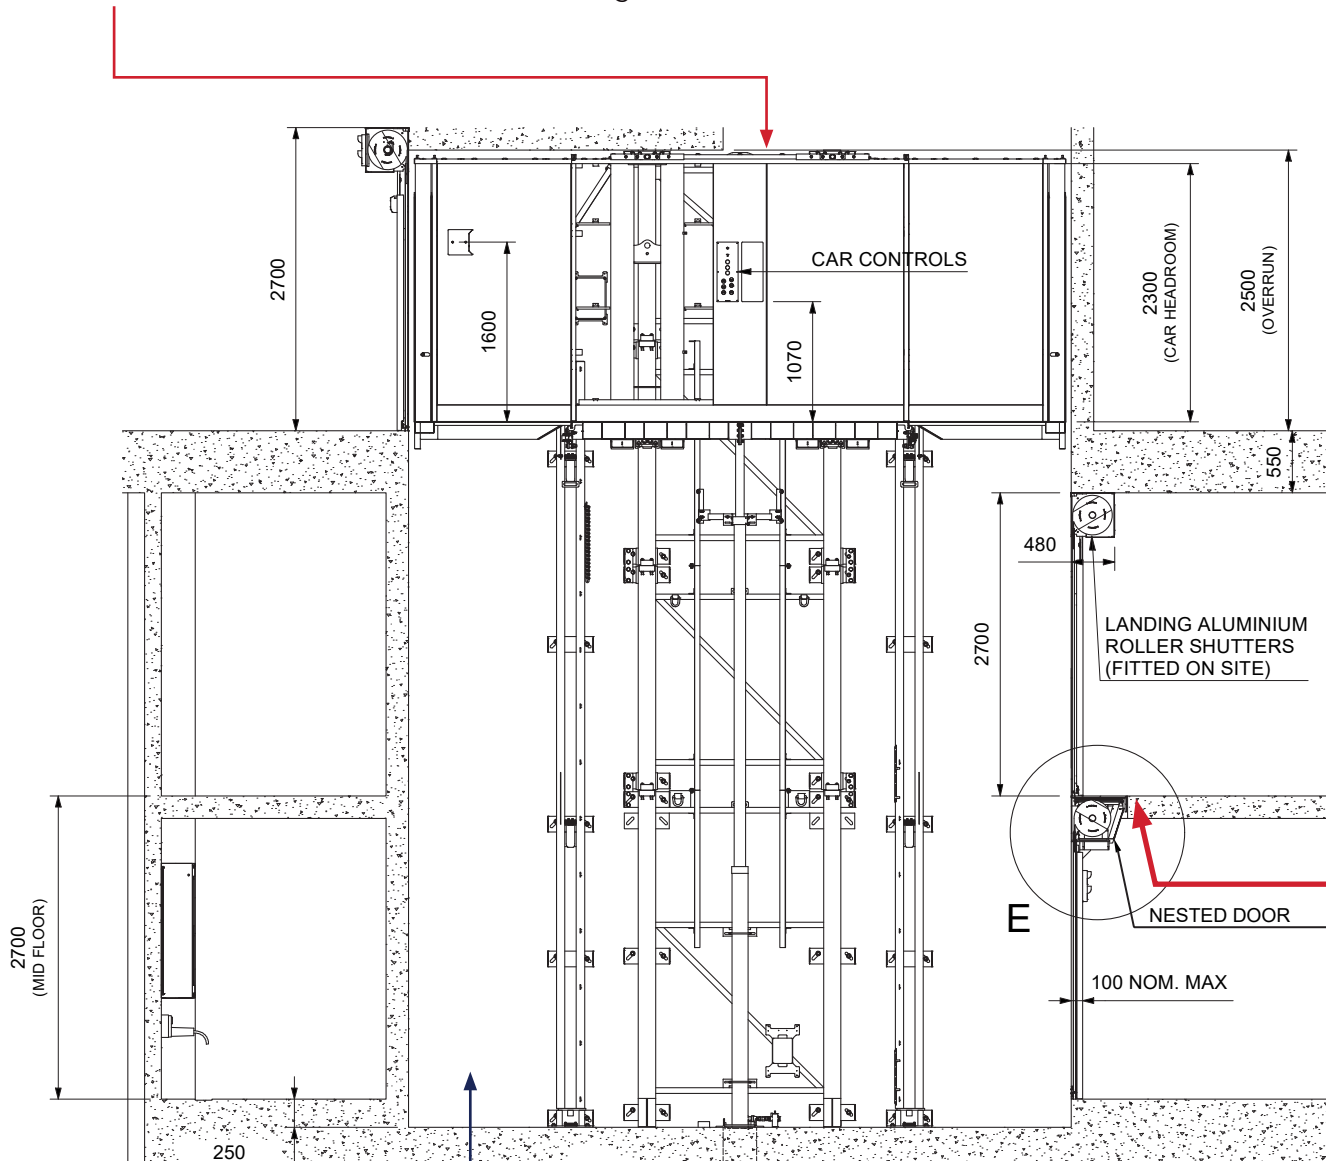 g
2700
1600
CAR CONTROLS
1070
2300
(CAR HEADROOM)
2500
(OVERRUN)
550
480
LANDING ALUMINIUM
ROLLER SHUTTERS
(FITTED ON SITE)
2700
2700
(MID FLOOR)
E
NESTED DOOR
100 NOM. MAX
250